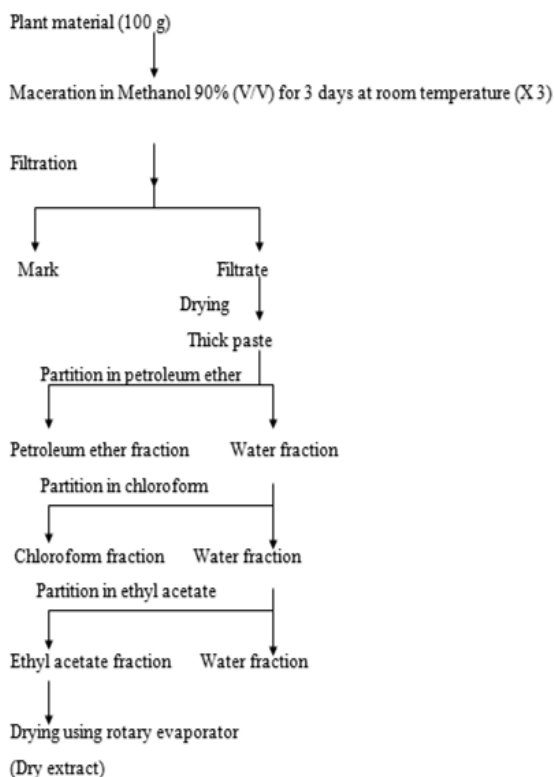 Plant material (100 g)
Maceration in Methanol 90% (V/V) for 3 days at room temperature (X 3)
Filtration
Mark Filtrate
Drying
Thick paste
Partition in petroleum ether
Petroleum ether fraction Water fraction
Partition in chloroform
Chloroform fraction Water fraction
Partition in ethyl acetate
Ethyl acetate fraction Water fraction
Drying using rotary evaporator
(Dry extract)